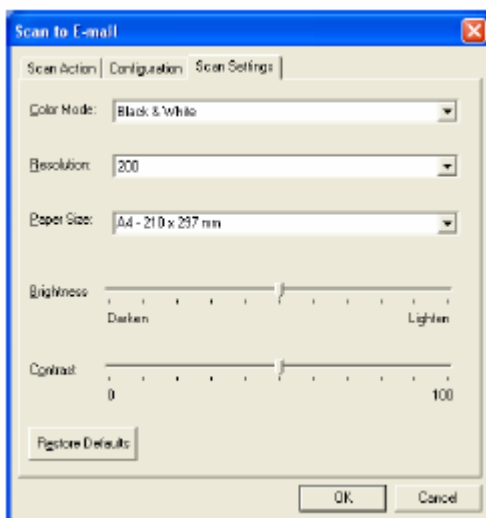 Scan to E-mail
Scan Action Configuration Scan Settings
Color Mode: Black & White
Resolution: 200
Paper Size: A4 - 210 x 297 mm
Brightness
Darken Lighten
Contrast
0 100
Restore Defaults
OK Cancel